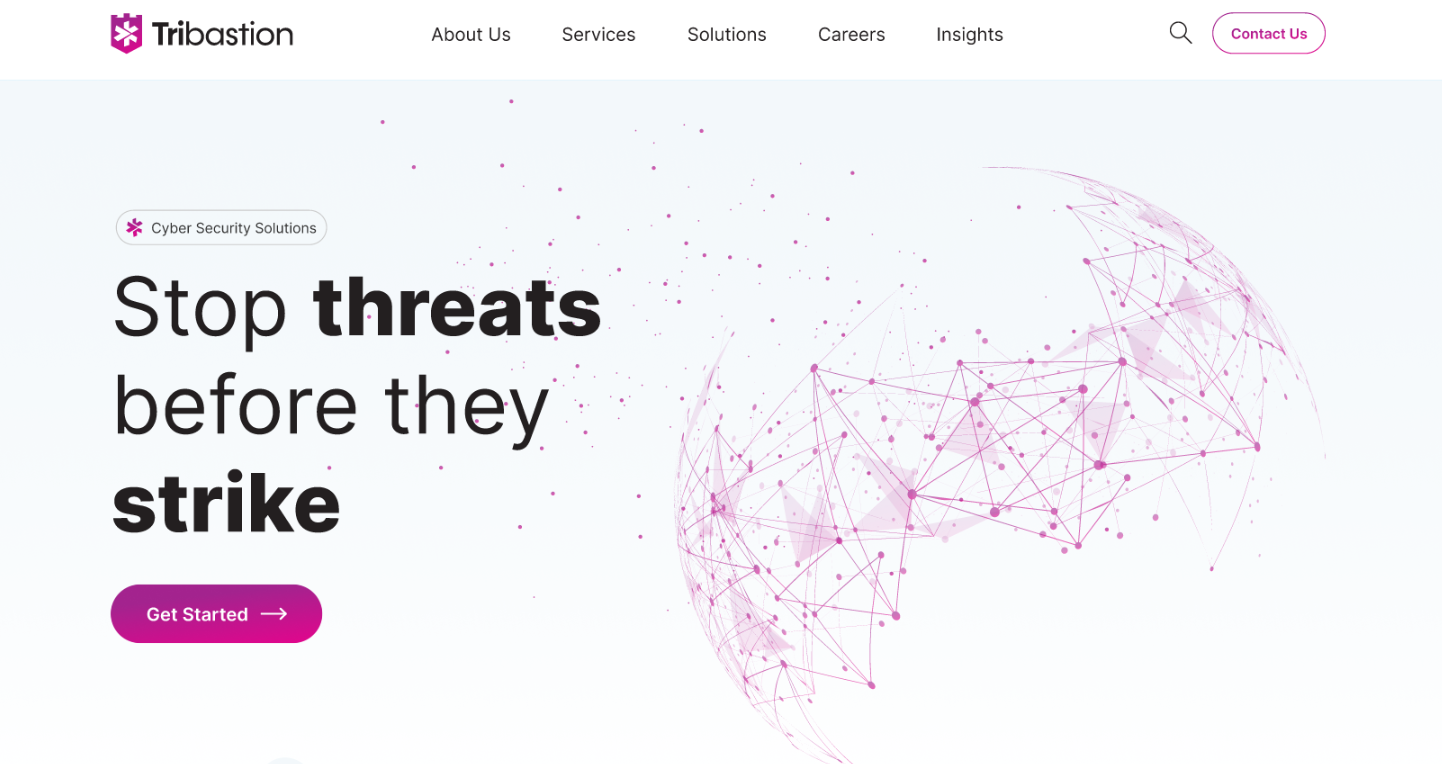 Tribastion
About Us
Services
Solutions
Careers
Insights
Contact Us
Cyber Security Solutions
Stop threats
before they
strike
Get Started